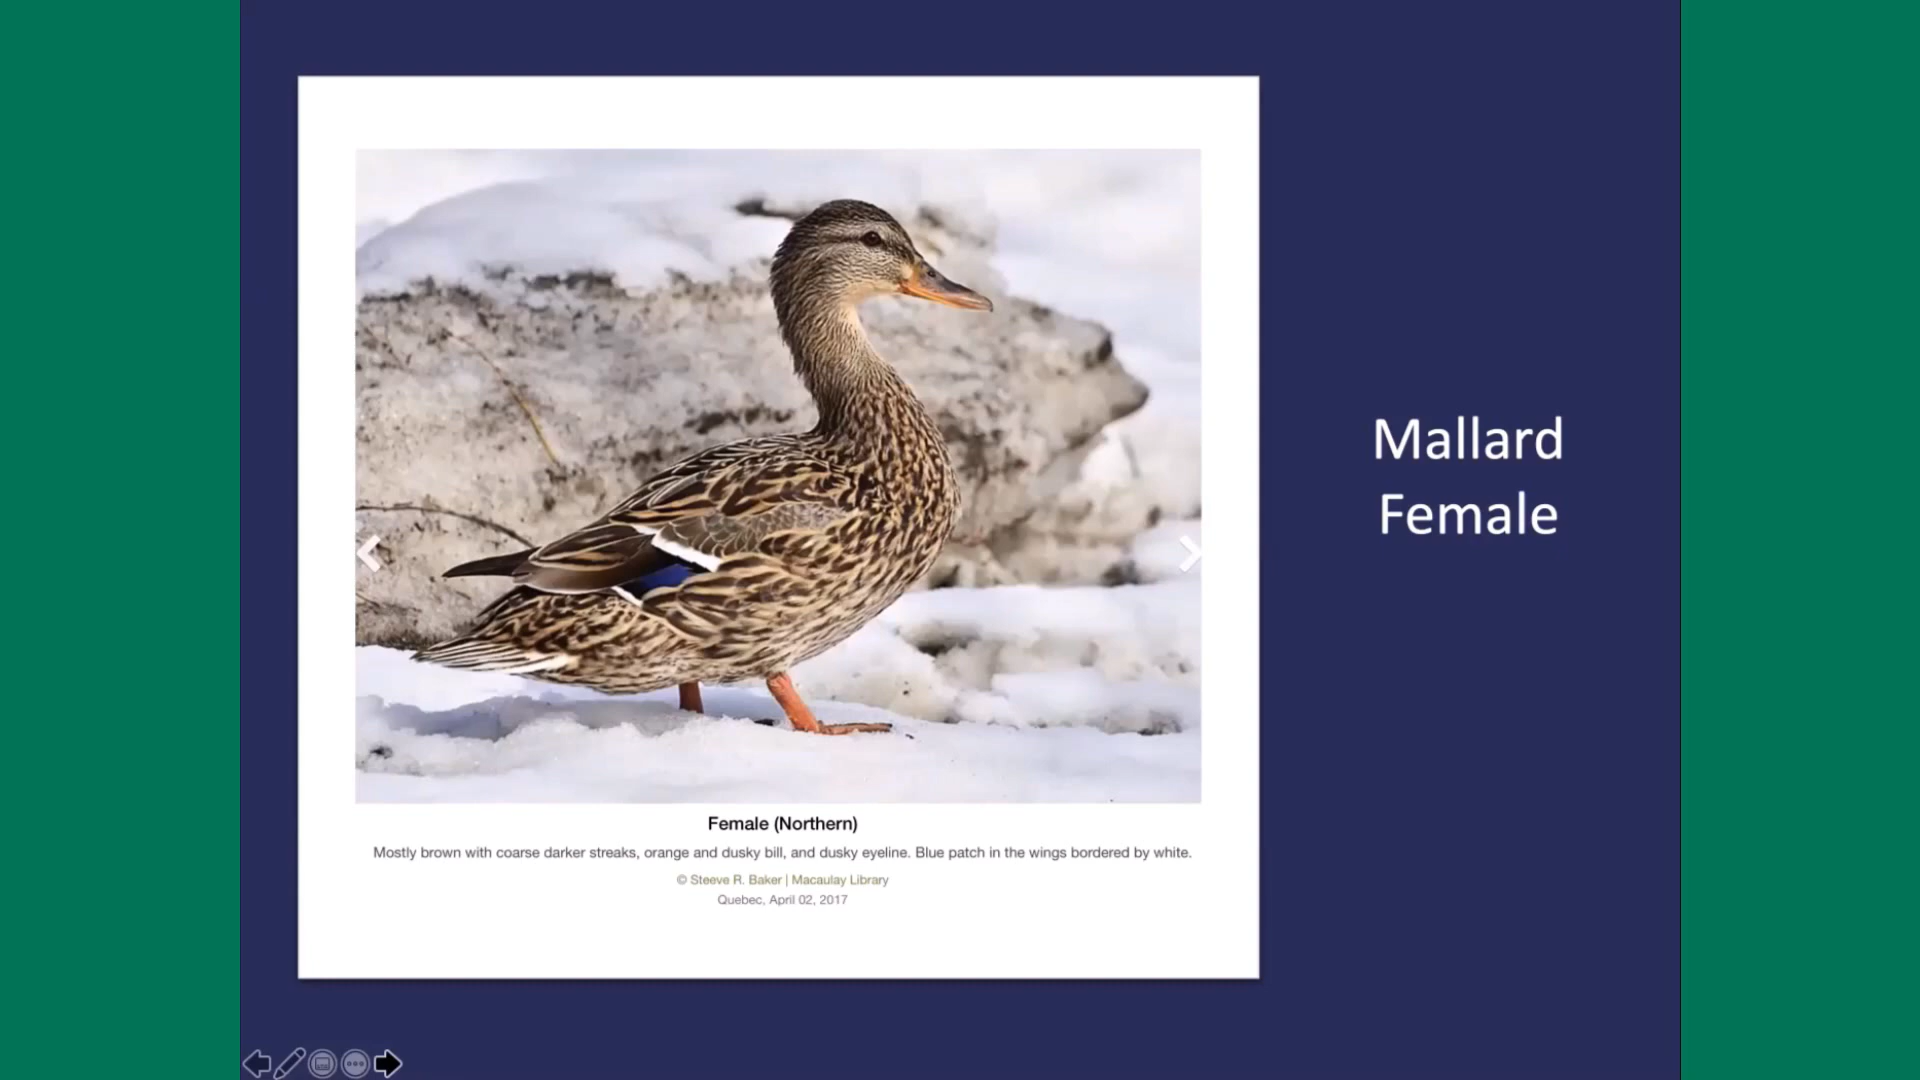 Mallard
Female
Female (Northern)
Mostly brown with coarse darker streaks, orange and dusky bill, and dusky eyeline. Blue patch in the wings bordered by white.
© Steeve R. Baker | Macaulay Library
Quebec, April 02, 2017